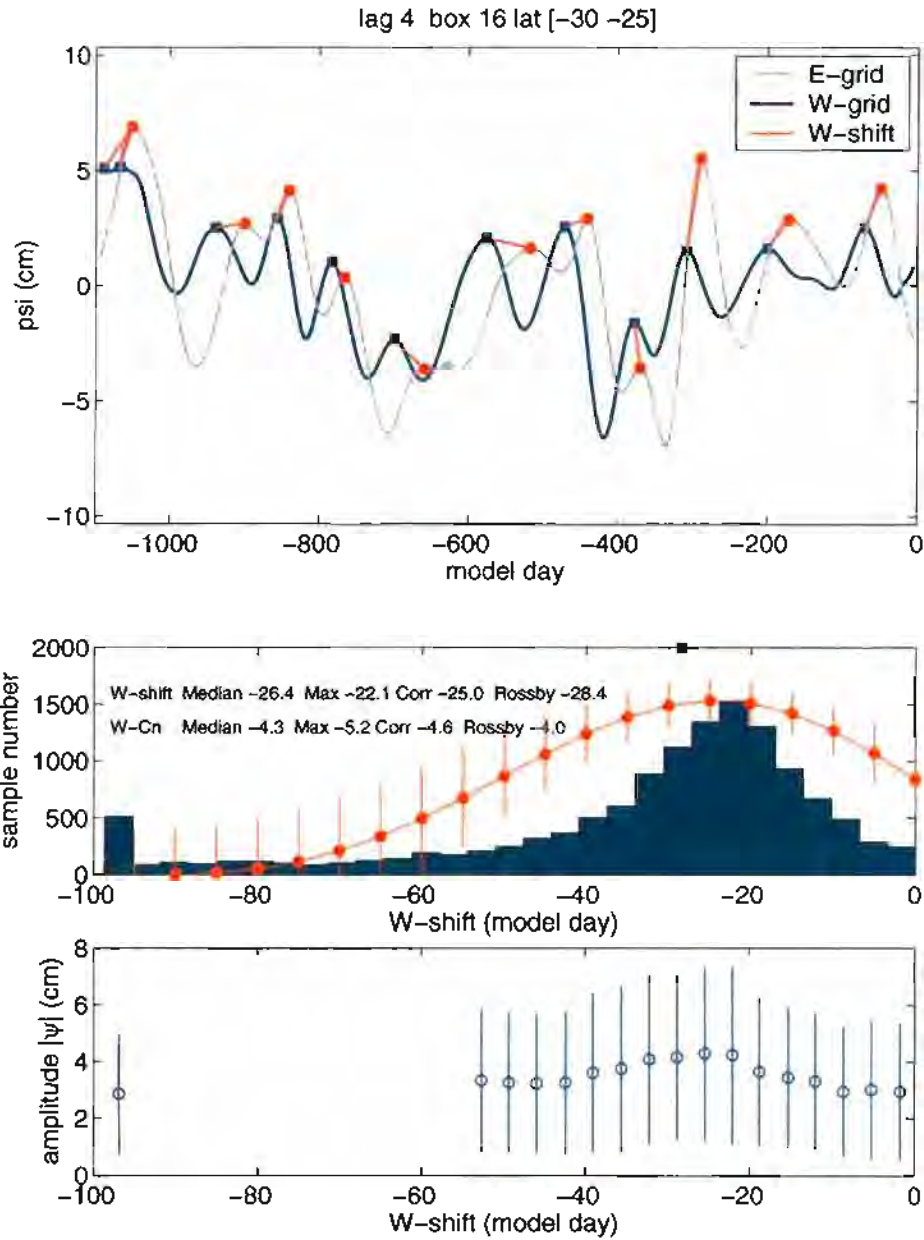 lag 4 box 16 lat [−30 −25]
10
5
0
−5
−10
psi (cm)
E−grid
W−grid
W−shift
−1000
−800
−600
−400
−200
0
model day
2000
1500
1000
500
0
sample number
W−shift Median −26.4 Max −22.1 Corr −25.0 Rossby −28.4
W−Cn Median −4.3 Max −5.2 Corr −4.6 Rossby −4.0
−100
−80
−60
−40
−20
0
W−shift (model day)
8
6
4
2
0
amplitude |ψ| (cm)
−100
−80
−60
−40
−20
0
W−shift (model day)